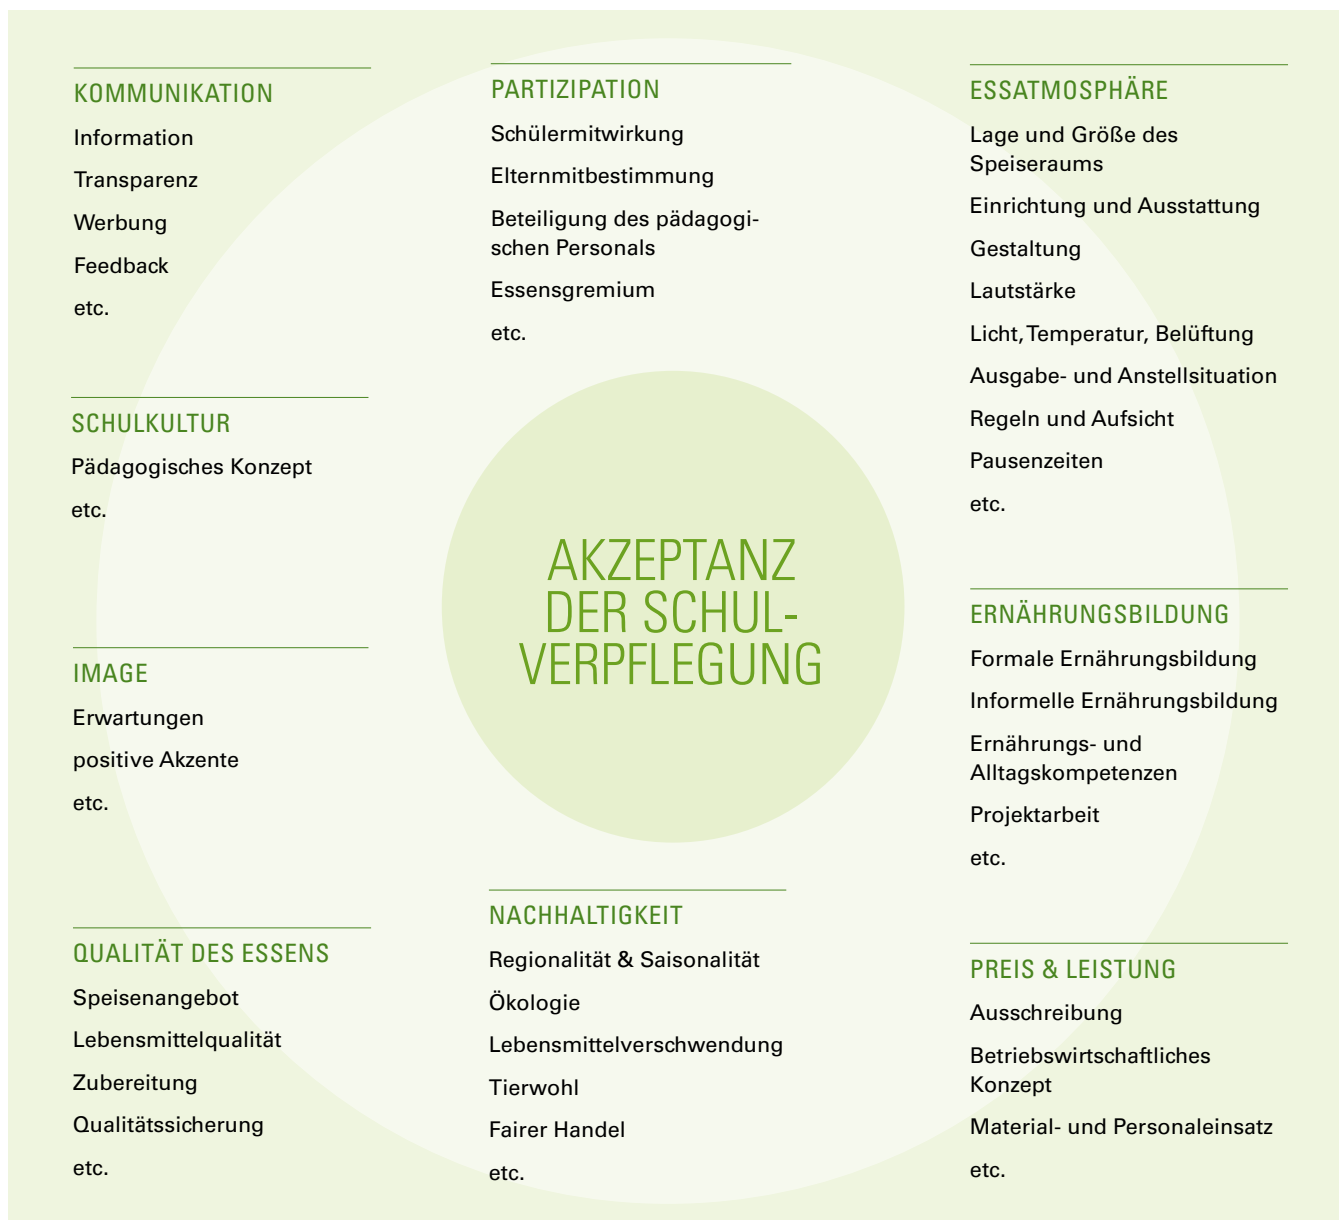 KOMMUNIKATION
Information
Transparenz
Werbung
Feedback
etc.
PARTIZIPATION
Schülermitwirkung
Elternmitbestimmung
Beteiligung des pädagogi-
schen Personals
Essensgremium
etc.
ESSATMOSPHÄRE
Lage und Größe des
Speiseraums
Einrichtung und Ausstattung
Gestaltung
Lautstärke
Licht, Temperatur, Belüftung
Ausgabe- und Anstellsituation
Regeln und Aufsicht
Pausenzeiten
etc.
SCHULKULTUR
Pädagogisches Konzept
etc.
AKZEPTANZ
DER SCHUL-
VERPFLEGUNG
IMAGE
Erwartungen
positive Akzente
etc.
ERNÄHRUNGSBILDUNG
Formale Ernährungsbildung
Informelle Ernährungsbildung
Ernährungs- und
Alltagskompetenzen
Projektarbeit
etc.
QUALITÄT DES ESSENS
Speisenangebot
Lebensmittelqualität
Zubereitung
Qualitätssicherung
etc.
NACHHALTIGKEIT
Regionalität & Saisonalität
Ökologie
Lebensmittelverschwendung
Tierwohl
Fairer Handel
etc.
PREIS & LEISTUNG
Ausschreibung
Betriebswirtschaftliches
Konzept
Material- und Personaleinsatz
etc.